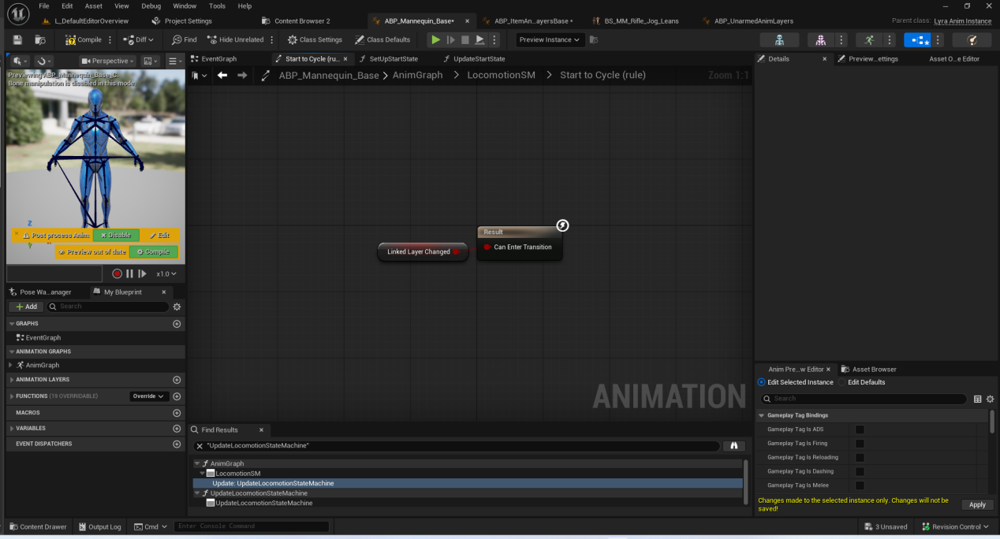 File Edit Asset View Debug Window Tools Help
L_DefaultEditorOverview Project Settings Content Browser 2 ABP_Mannequin_Base* ABP_ItemAn_ayersBase* BS_MM_Rifle_Jog_Leans ABP_UnarmedAnimLayers Parent class: Lyra Anim Instance
Compile Diff Find Hide Unrelated Class Settings Class Defaults Preview Instance
Perspective
EventGraph Start to Cycle (ru... SetUpStartState UpdateStartState
Details Preview...ettings Asset O...e Editor
Previewing ABP_Mannequin_Base_C.
Bone manipulation is disabled in this mode.
ABP_Mannequin_Base > AnimGraph > LocomotionSM > Start to Cycle (rule) Zoom 1:1
Z
Y
Post process Anim: Disable Edit
Preview out of date Compile
Result
Can Enter Transition
Linked Layer Changed
ANIMATION
x1.0
Pose Wa...anager My Blueprint
Add Search
GRAPHS
EventGraph
ANIMATION GRAPHS
AnimGraph
ANIMATION LAYERS
FUNCTIONS (19 OVERRIDABLE) Override
MACROS
VARIABLES
EVENT DISPATCHERS
Find Results
"UpdateLocomotionStateMachine"
AnimGraph
LocomotionSM
Update: UpdateLocomotionStateMachine
UpdateLocomotionStateMachine
UpdateLocomotionStateMachine
Anim Pre...w Editor Asset Browser
Edit Selected Instance Edit Defaults
Search
Gameplay Tag Bindings
Gameplay Tag Is ADS
Gameplay Tag Is Firing
Gameplay Tag Is Reloading
Gameplay Tag Is Dashing
Gameplay Tag Is Melee
Changes made to the selected instance only. Changes will not be
saved!
Apply
Content Drawer Output Log Cmd Enter Console Command 3 Unsaved Revision Control